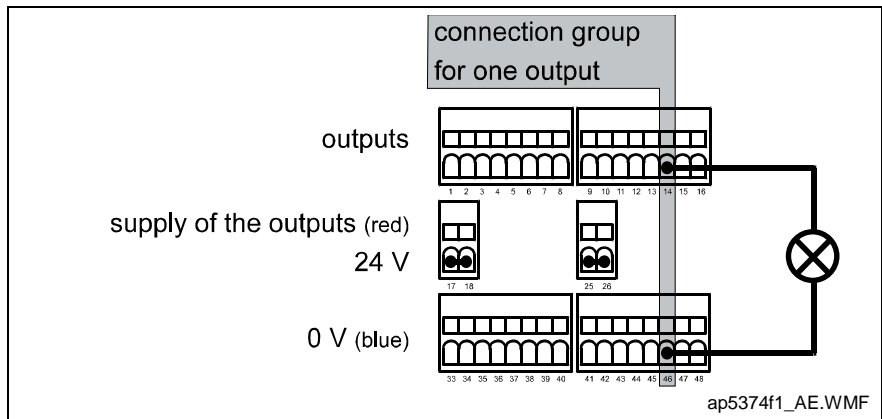 connection group
for one output
outputs
1 2 3 4 5 6 7 8 9 10 11 12 13 14 15 16
supply of the outputs (red)
24 V
17 18 25 26
0 V (blue)
33 34 35 36 37 38 39 40 41 42 43 44 45 46 47 48
ap5374f1_AE.WMF